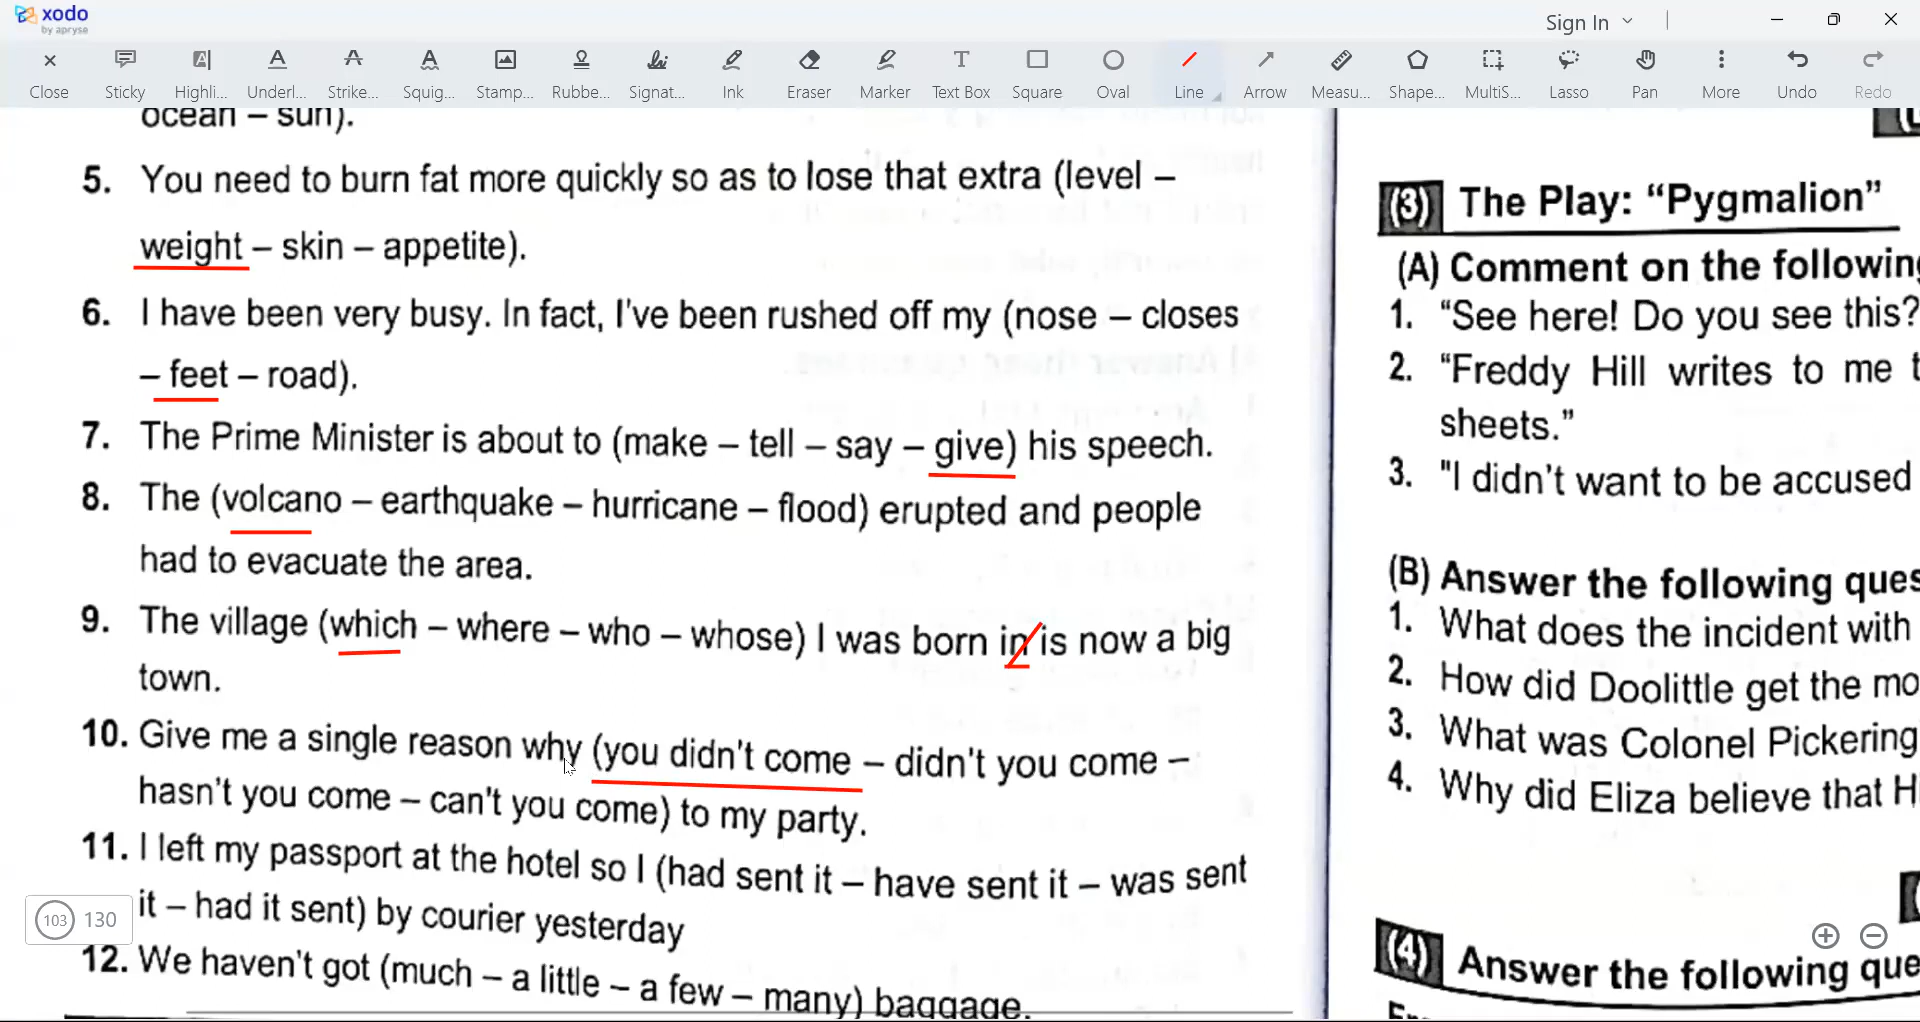 xodo
by apryse
Sign In
Close
Sticky
Highli...
Underl...
Strike...
Squig...
Stamp...
Rubbe...
Signat...
Ink
Eraser
Marker
Text Box
Square
Oval
Line
Arrow
Measu...
Shape...
MultiS...
Lasso
Pan
More
Undo
Redo
ocean – sun).
5. You need to burn fat more quickly so as to lose that extra (level –
weight – skin – appetite).
6. I have been very busy. In fact, I've been rushed off my (nose – closes
– feet – road).
7. The Prime Minister is about to (make – tell – say – give) his speech.
8. The (volcano – earthquake – hurricane – flood) erupted and people
had to evacuate the area.
9. The village (which – where – who – whose) I was born in is now a big
town.
10. Give me a single reason why (you didn't come – didn't you come –
hasn't you come – can't you come) to my party.
11. I left my passport at the hotel so I (had sent it – have sent it – was sent
it – had it sent) by courier yesterday
12. We haven't got (much – a little – a few – many) baggage.
103 130
(3) The Play: “Pygmalion”
(A) Comment on the following
1. “See here! Do you see this?
2. “Freddy Hill writes to me t
sheets.”
3. "I didn't want to be accused
(B) Answer the following ques
1. What does the incident with
2. How did Doolittle get the mo
3. What was Colonel Pickering
4. Why did Eliza believe that Hi
(4) Answer the following que